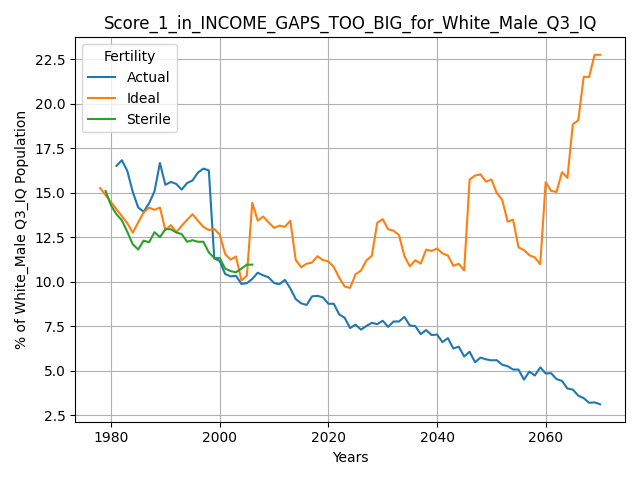 Score_1_in_INCOME_GAPS_TOO_BIG_for_White_Male_Q3_IQ
Fertility
Actual
Ideal
Sterile
% of White_Male Q3_IQ Population
22.5
20.0
17.5
15.0
12.5
10.0
7.5
5.0
2.5
1980
2000
2020
2040
2060
Years